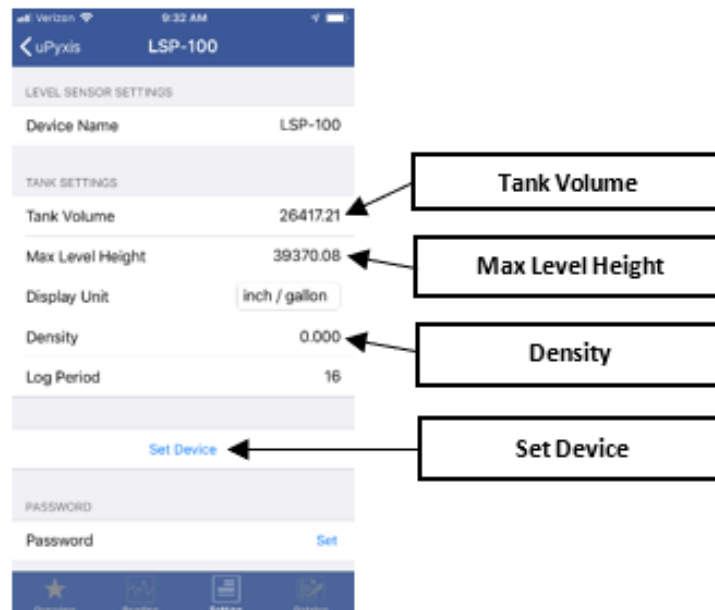 Verizon 9:32 AM
uPyxis LSP-100
LEVEL SENSOR SETTINGS
Device Name LSP-100
TANK SETTINGS
Tank Volume 26417.21
Max Level Height 39370.08
Display Unit inch / gallon
Density 0.000
Log Period 16
Set Device
PASSWORD
Password Set
Tank Volume
Max Level Height
Density
Set Device